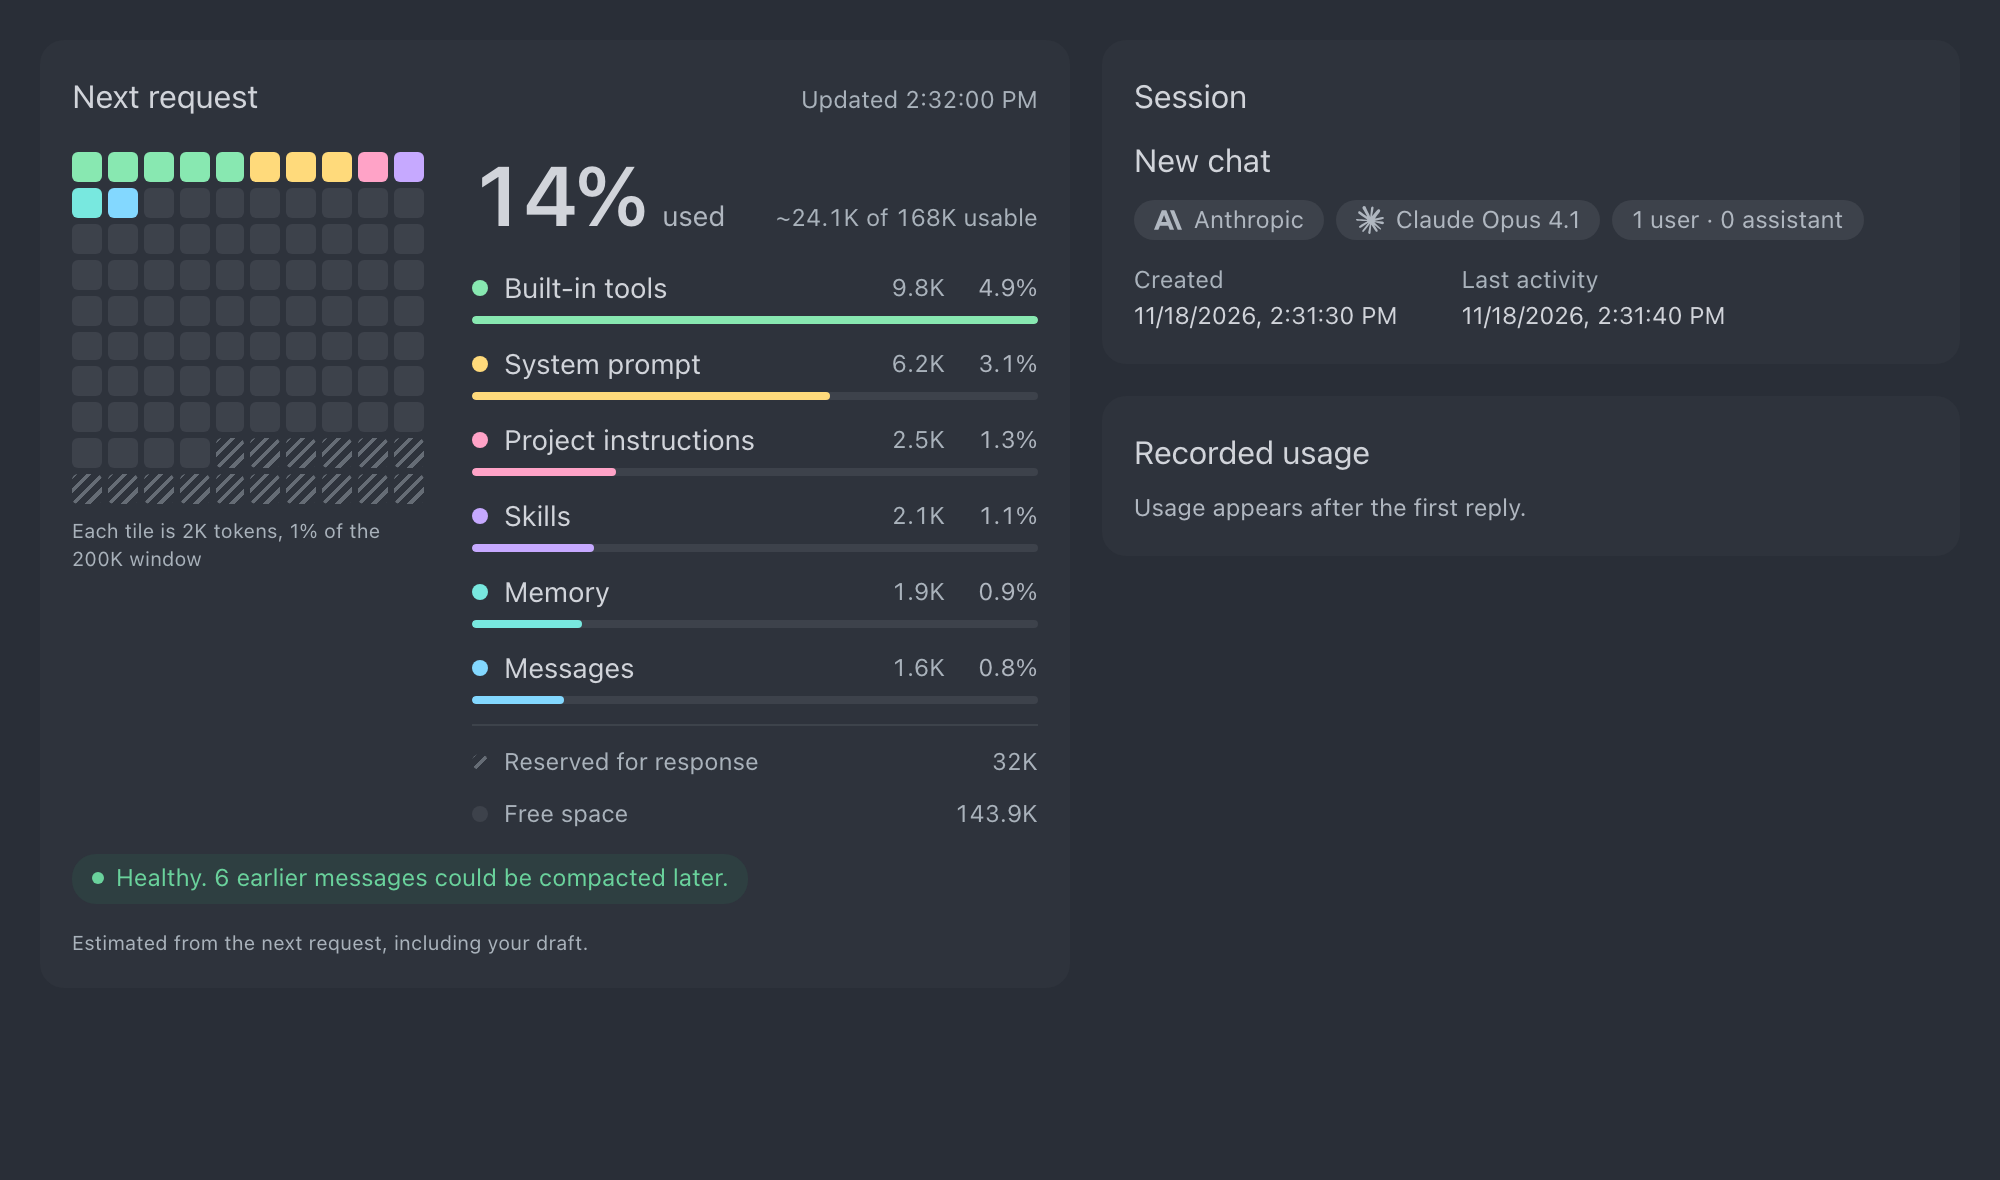 Next request
Updated 2:32:00 PM
14% used
~24.1K of 168K usable
Each tile is 2K tokens, 1% of the
200K window
Built-in tools 9.8K 4.9%
System prompt 6.2K 3.1%
Project instructions 2.5K 1.3%
Skills 2.1K 1.1%
Memory 1.9K 0.9%
Messages 1.6K 0.8%
Reserved for response 32K
Free space 143.9K
Healthy. 6 earlier messages could be compacted later.
Estimated from the next request, including your draft.
Session
New chat
Anthropic
Claude Opus 4.1
1 user · 0 assistant
Created
11/18/2026, 2:31:30 PM
Last activity
11/18/2026, 2:31:40 PM
Recorded usage
Usage appears after the first reply.